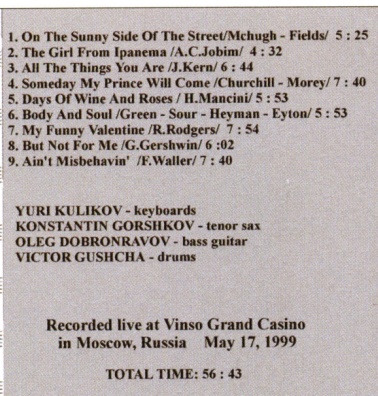 1. On The Sunny Side Of The Street/Mchugh - Fields/ 5 : 25
2. The Girl From Ipanema /A.C.Jobim/ 4 : 32
3. All The Things You Are /J.Kern/ 6 : 44
4. Someday My Prince Will Come /Churchill - Morey/ 7 : 40
5. Days Of Wine And Roses / H.Mancini/ 5 : 53
6. Body And Soul /Green - Sour - Heyman - Eyton/ 5 : 53
7. My Funny Valentine /R.Rodgers/ 7 : 54
8. But Not For Me /G.Gershwin/ 6 :02
9. Ain't Misbehavin' /F.Waller/ 7 : 40
YURI KULIKOV - keyboards
KONSTANTIN GORSHKOV - tenor sax
OLEG DOBRONRAVOV - bass guitar
VICTOR GUSHCHA - drums
Recorded live at Vinso Grand Casino
in Moscow, Russia May 17, 1999
TOTAL TIME: 56 : 43